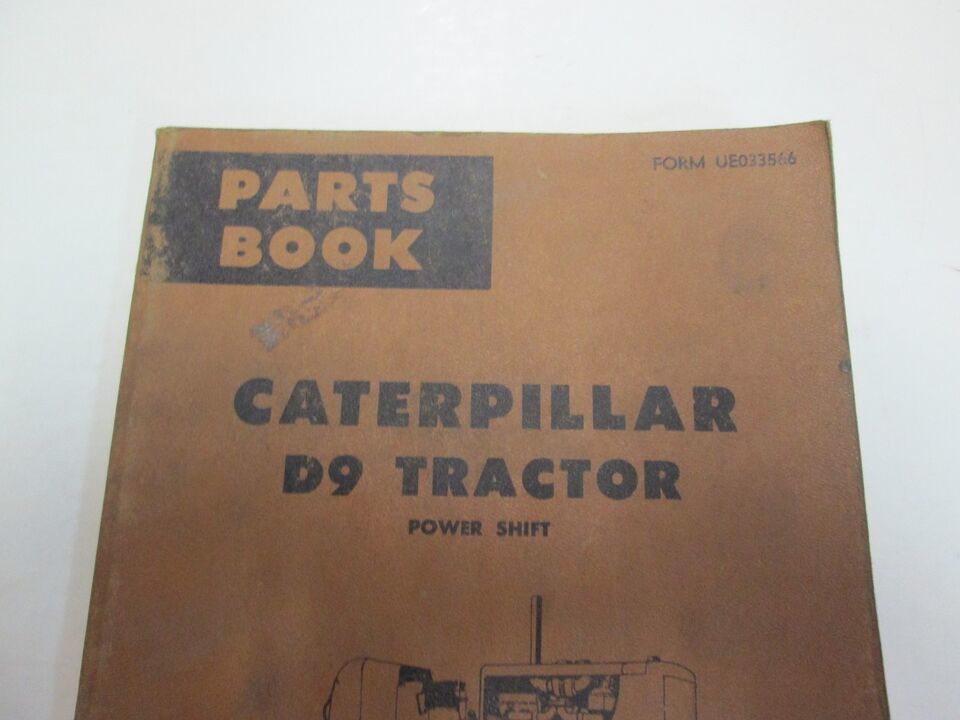 PARTS
BOOK
FORM UE033566
CATERPILLAR
D9 TRACTOR
POWER SHIFT